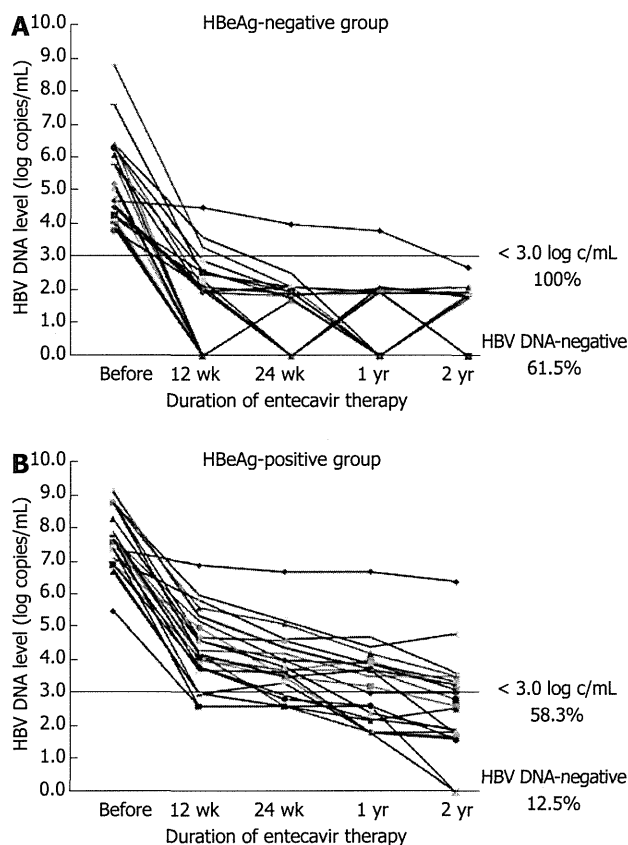 A
HBeAg-negative group
HBV DNA level (log copies/mL)
10.0
9.0
8.0
7.0
6.0
5.0
4.0
3.0
2.0
1.0
0.0
< 3.0 log c/mL
100%
HBV DNA-negative
61.5%
Before 12 wk 24 wk 1 yr 2 yr
Duration of entecavir therapy
B
HBeAg-positive group
HBV DNA level (log copies/mL)
10.0
9.0
8.0
7.0
6.0
5.0
4.0
3.0
2.0
1.0
0.0
< 3.0 log c/mL
58.3%
HBV DNA-negative
12.5%
Before 12 wk 24 wk 1 yr 2 yr
Duration of entecavir therapy